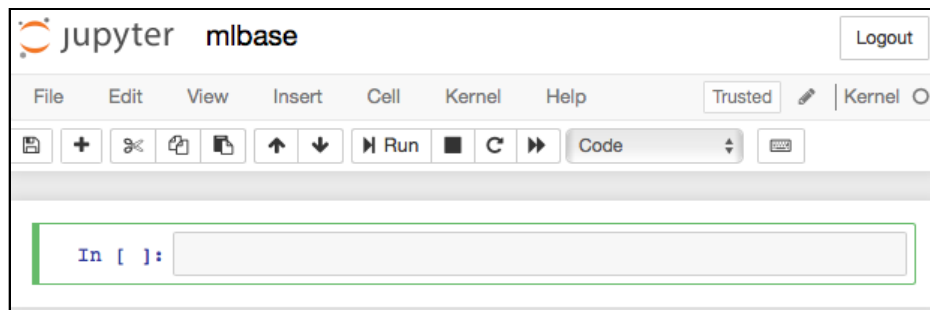 jupyter mlbase Logout
File Edit View Insert Cell Kernel Help Trusted Kernel
Run Code
In [ ]: